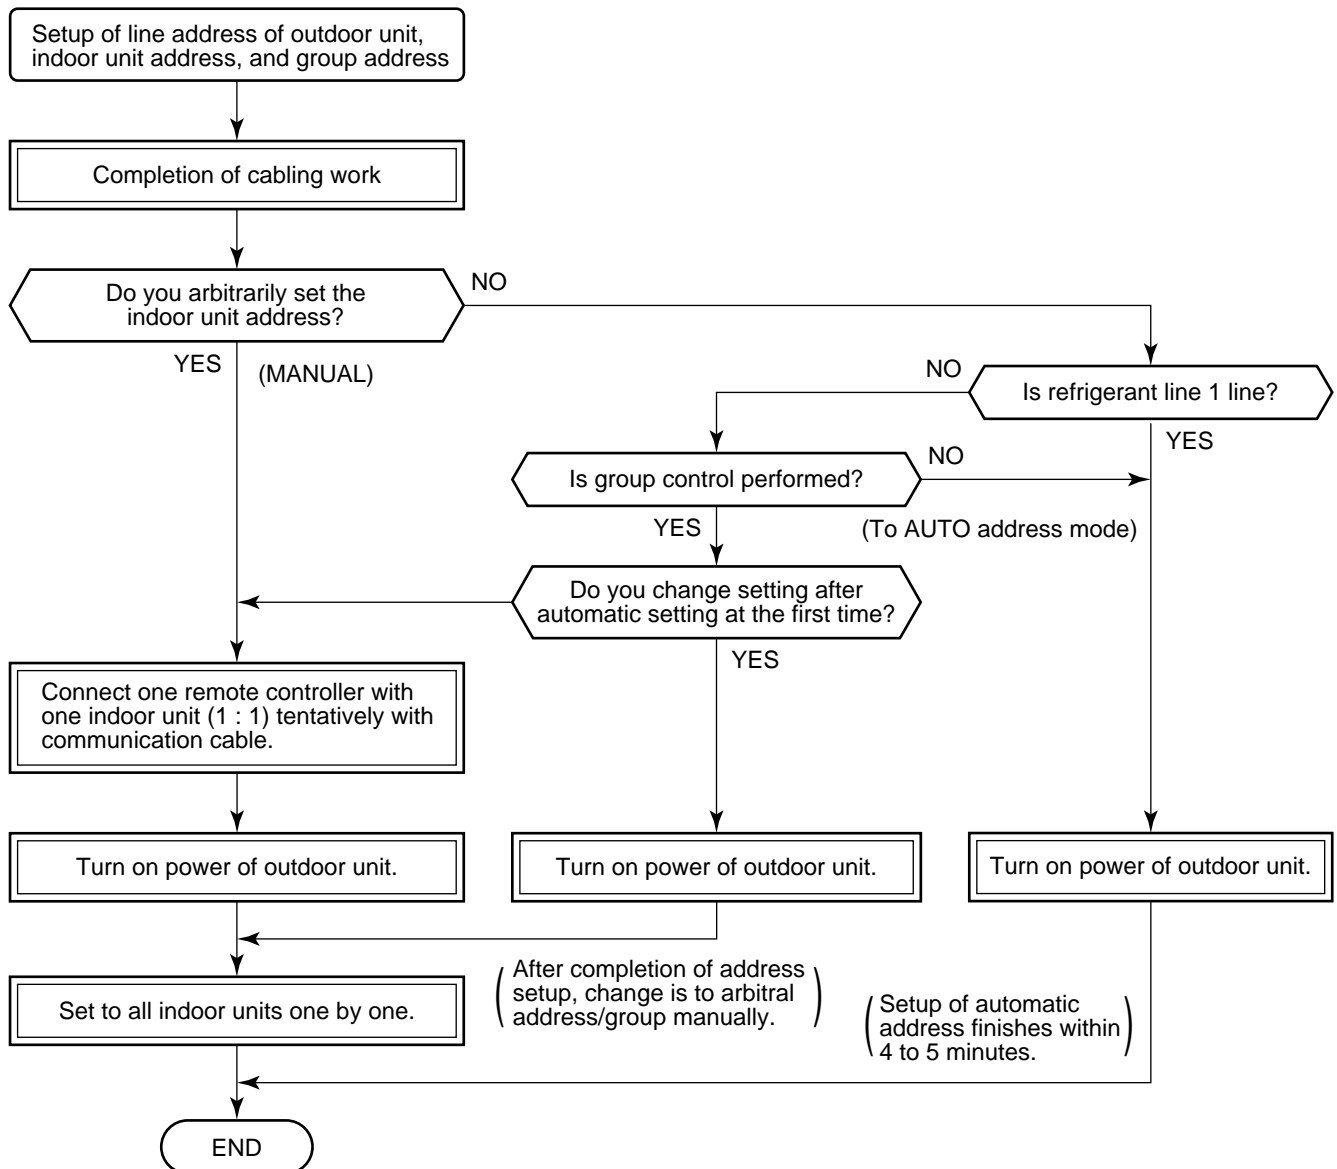 Setup of line address of outdoor unit,
indoor unit address, and group address
Completion of cabling work
Do you arbitrarily set the
indoor unit address?
NO
YES
(MANUAL)
Is refrigerant line 1 line?
NO
YES
Is group control performed?
NO
YES
(To AUTO address mode)
Do you change setting after
automatic setting at the first time?
YES
Connect one remote controller with
one indoor unit (1 : 1) tentatively with
communication cable.
Turn on power of outdoor unit.
Turn on power of outdoor unit.
Turn on power of outdoor unit.
(After completion of address
setup, change is to arbitral
address/group manually.)
Set to all indoor units one by one.
(Setup of automatic
address finishes within
4 to 5 minutes.)
END